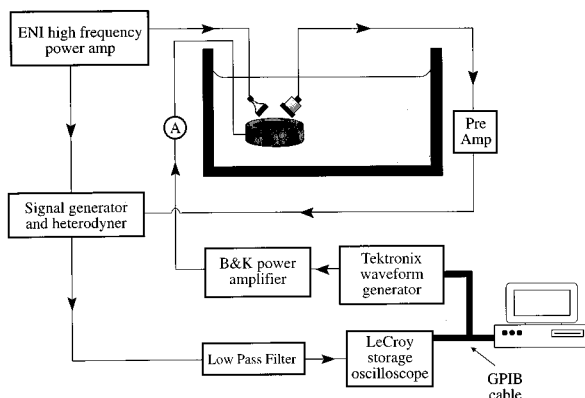 ENI high frequency
power amp
A
Pre
Amp
Signal generator
and heterodyner
B&K power
amplifier
Tektronix
waveform
generator
Low Pass Filter
LeCroy
storage
oscilloscope
GPIB
cable